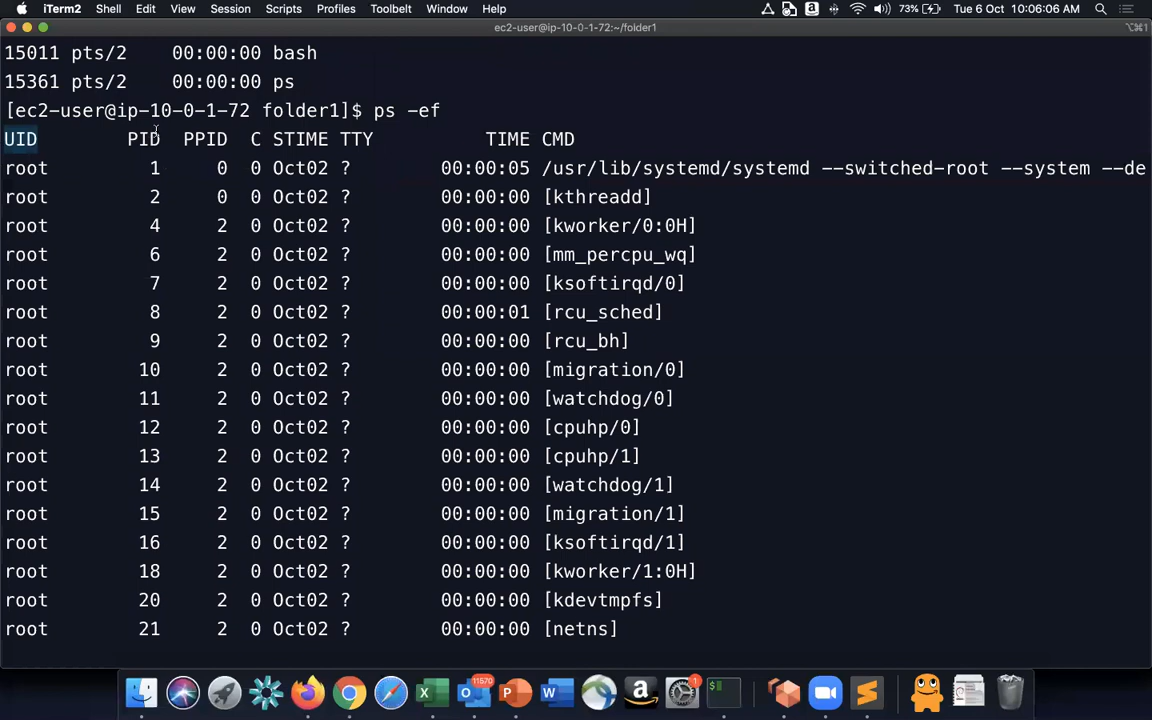 iTerm2 Shell Edit View Session Scripts Profiles Toolbelt Window Help 73% Tue 6 Oct 10:06:06 AM
ec2-user@ip-10-0-1-72:~/folder1 ⌥⌘1
15011 pts/2    00:00:00 bash
15361 pts/2    00:00:00 ps
[ec2-user@ip-10-0-1-72 folder1]$ ps -ef
UID        PID  PPID  C STIME TTY          TIME CMD
root         1     0  0 Oct02 ?        00:00:05 /usr/lib/systemd/systemd --switched-root --system --de
root         2     0  0 Oct02 ?        00:00:00 [kthreadd]
root         4     2  0 Oct02 ?        00:00:00 [kworker/0:0H]
root         6     2  0 Oct02 ?        00:00:00 [mm_percpu_wq]
root         7     2  0 Oct02 ?        00:00:00 [ksoftirqd/0]
root         8     2  0 Oct02 ?        00:00:01 [rcu_sched]
root         9     2  0 Oct02 ?        00:00:00 [rcu_bh]
root        10     2  0 Oct02 ?        00:00:00 [migration/0]
root        11     2  0 Oct02 ?        00:00:00 [watchdog/0]
root        12     2  0 Oct02 ?        00:00:00 [cpuhp/0]
root        13     2  0 Oct02 ?        00:00:00 [cpuhp/1]
root        14     2  0 Oct02 ?        00:00:00 [watchdog/1]
root        15     2  0 Oct02 ?        00:00:00 [migration/1]
root        16     2  0 Oct02 ?        00:00:00 [ksoftirqd/1]
root        18     2  0 Oct02 ?        00:00:00 [kworker/1:0H]
root        20     2  0 Oct02 ?        00:00:00 [kdevtmpfs]
root        21     2  0 Oct02 ?        00:00:00 [netns]
11570 1